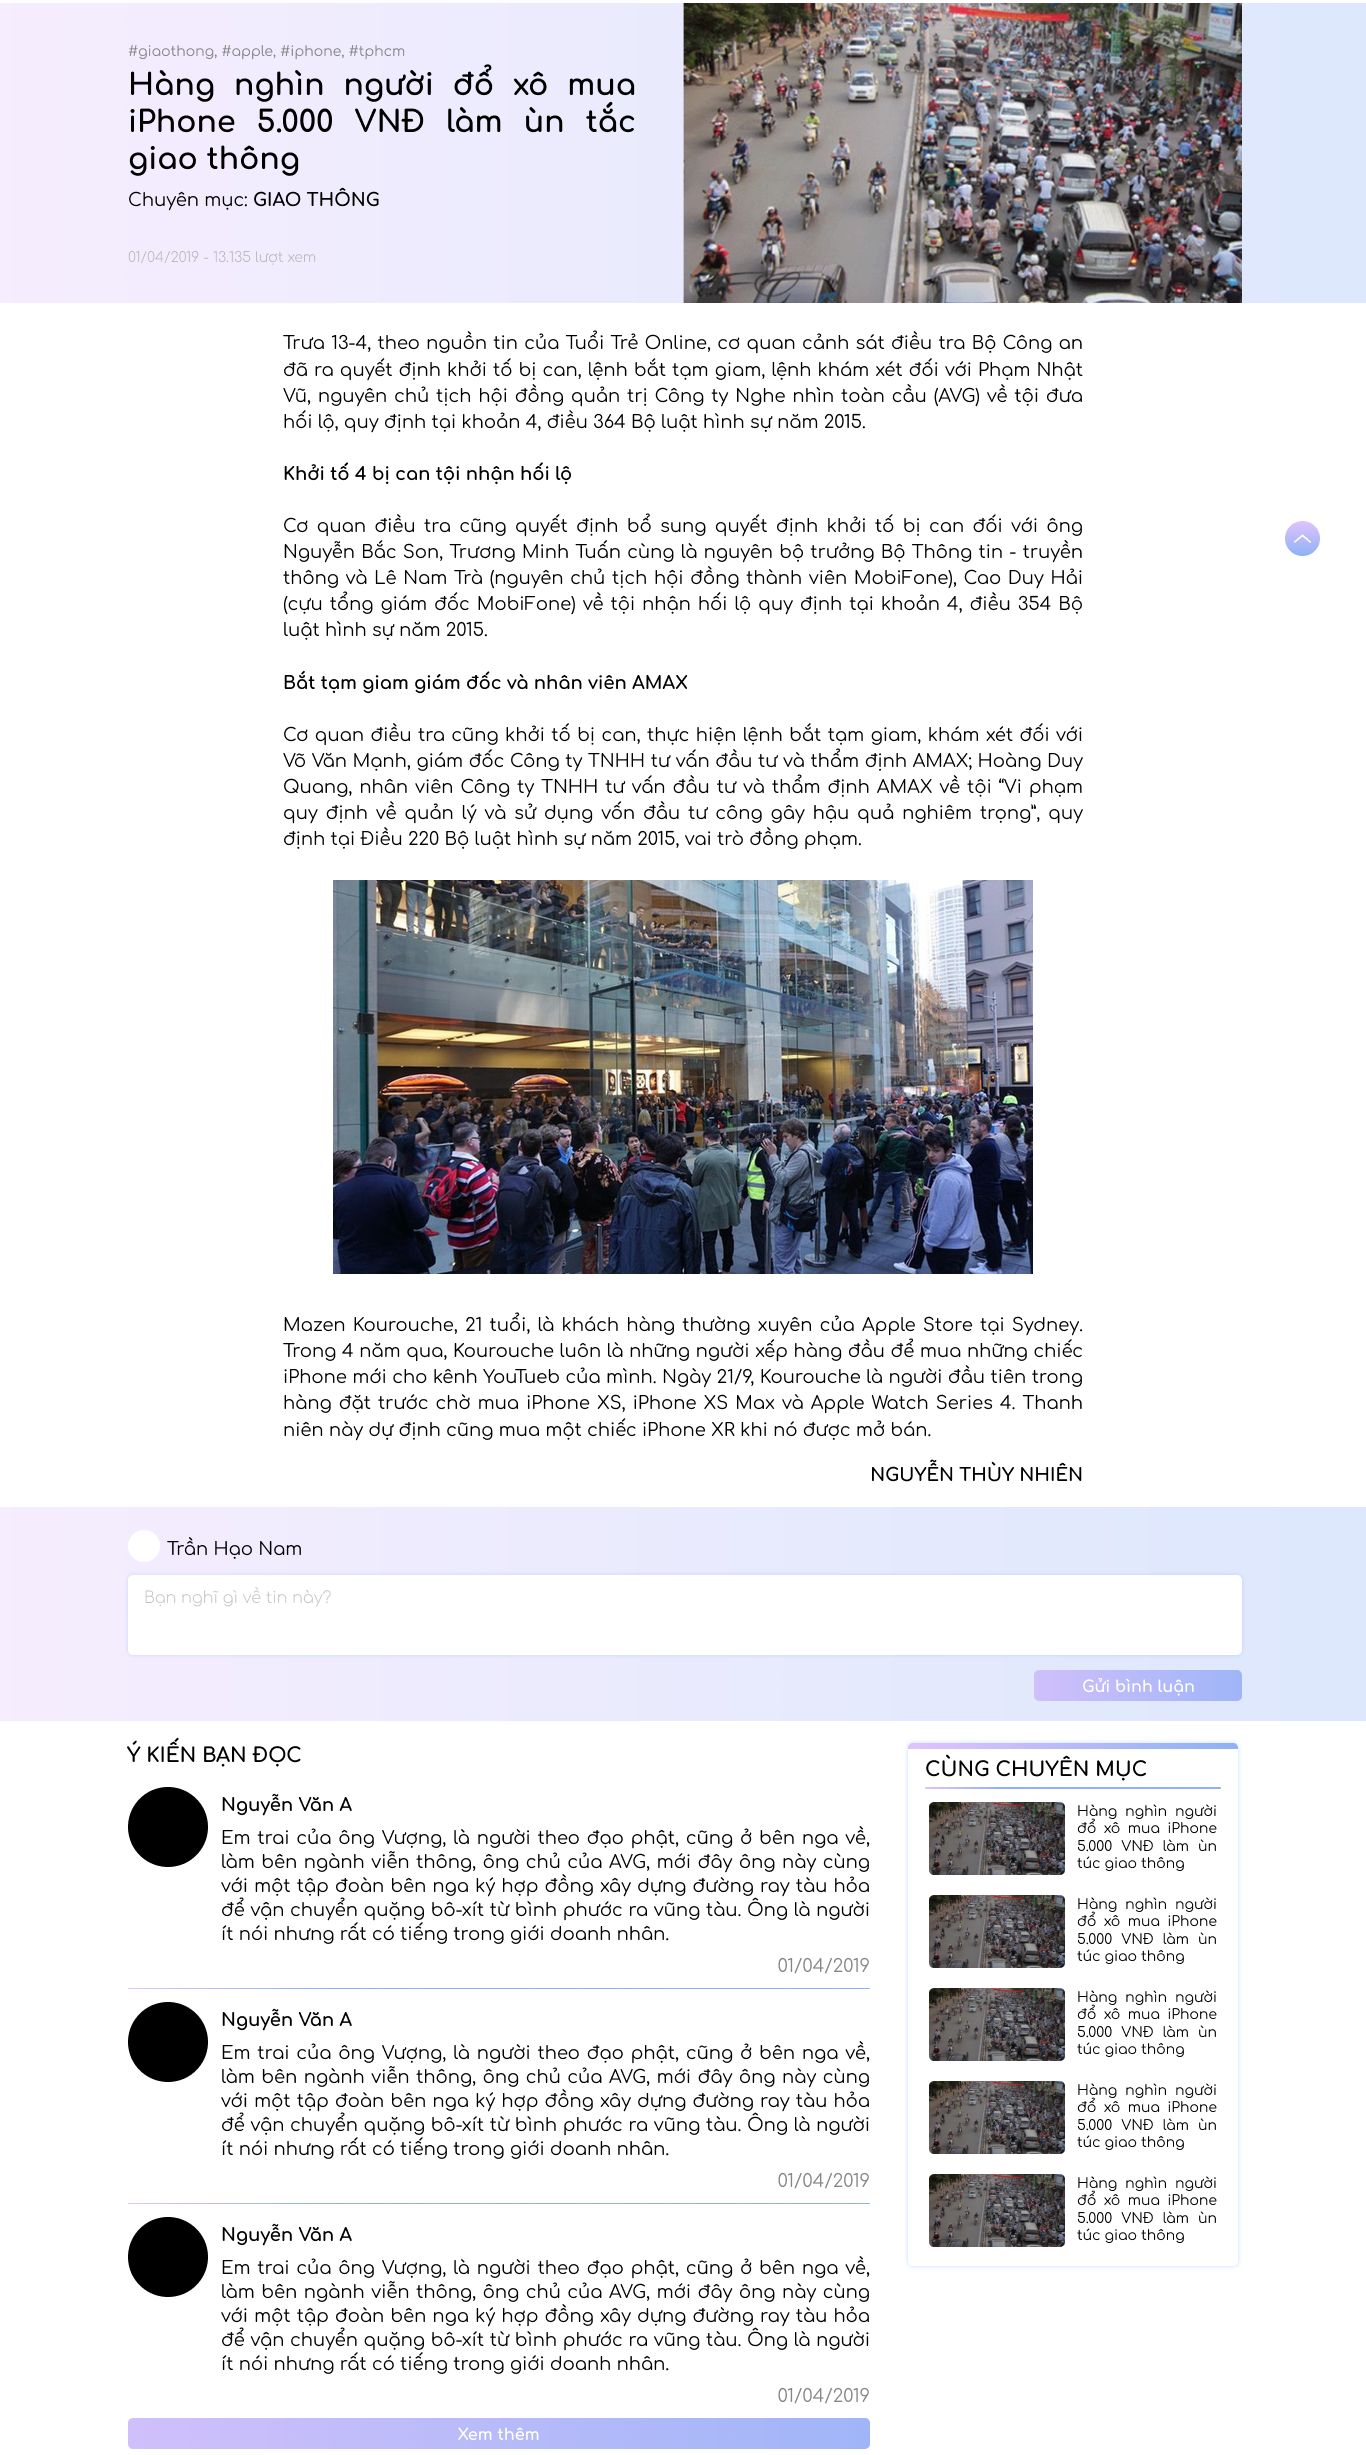 #giaothong, #apple, #iphone, #tphcm
Hàng nghìn người đổ xô mua
iPhone 5.000 VNĐ làm ùn tắc
giao thông
Chuyên mục: GIAO THÔNG
01/04/2019 - 13.135 lượt xem
Trưa 13-4, theo nguồn tin của Tuổi Trẻ Online, cơ quan cảnh sát điều tra Bộ Công an
đã ra quyết định khởi tố bị can, lệnh bắt tạm giam, lệnh khám xét đối với Phạm Nhật
Vũ, nguyên chủ tịch hội đồng quản trị Công ty Nghe nhìn toàn cầu (AVG) về tội đưa
hối lộ, quy định tại khoản 4, điều 364 Bộ luật hình sự năm 2015.
Khởi tố 4 bị can tội nhận hối lộ
Cơ quan điều tra cũng quyết định bổ sung quyết định khởi tố bị can đối với ông
Nguyễn Bắc Son, Trương Minh Tuấn cùng là nguyên bộ trưởng Bộ Thông tin - truyền
thông và Lê Nam Trà (nguyên chủ tịch hội đồng thành viên MobiFone), Cao Duy Hải
(cựu tổng giám đốc MobiFone) về tội nhận hối lộ quy định tại khoản 4, điều 354 Bộ
luật hình sự năm 2015.
Bắt tạm giam giám đốc và nhân viên AMAX
Cơ quan điều tra cũng khởi tố bị can, thực hiện lệnh bắt tạm giam, khám xét đối với
Võ Văn Mạnh, giám đốc Công ty TNHH tư vấn đầu tư và thẩm định AMAX; Hoàng Duy
Quang, nhân viên Công ty TNHH tư vấn đầu tư và thẩm định AMAX về tội “Vi phạm
quy định về quản lý và sử dụng vốn đầu tư công gây hậu quả nghiêm trọng”, quy
định tại Điều 220 Bộ luật hình sự năm 2015, vai trò đồng phạm.
Mazen Kourouche, 21 tuổi, là khách hàng thường xuyên của Apple Store tại Sydney.
Trong 4 năm qua, Kourouche luôn là những người xếp hàng đầu để mua những chiếc
iPhone mới cho kênh YouTueb của mình. Ngày 21/9, Kourouche là người đầu tiên trong
hàng đặt trước chờ mua iPhone XS, iPhone XS Max và Apple Watch Series 4. Thanh
niên này dự định cũng mua một chiếc iPhone XR khi nó được mở bán.
NGUYỄN THÙY NHIÊN
Trần Hạo Nam
Bạn nghĩ gì về tin này?
Gửi bình luận
Ý KIẾN BẠN ĐỌC
Nguyễn Văn A
Em trai của ông Vượng, là người theo đạo phật, cũng ở bên nga về,
làm bên ngành viễn thông, ông chủ của AVG, mới đây ông này cùng
với một tập đoàn bên nga ký hợp đồng xây dựng đường ray tàu hỏa
để vận chuyển quặng bô-xít từ bình phước ra vũng tàu. Ông là người
ít nói nhưng rất có tiếng trong giới doanh nhân.
01/04/2019
Nguyễn Văn A
Em trai của ông Vượng, là người theo đạo phật, cũng ở bên nga về,
làm bên ngành viễn thông, ông chủ của AVG, mới đây ông này cùng
với một tập đoàn bên nga ký hợp đồng xây dựng đường ray tàu hỏa
để vận chuyển quặng bô-xít từ bình phước ra vũng tàu. Ông là người
ít nói nhưng rất có tiếng trong giới doanh nhân.
01/04/2019
Nguyễn Văn A
Em trai của ông Vượng, là người theo đạo phật, cũng ở bên nga về,
làm bên ngành viễn thông, ông chủ của AVG, mới đây ông này cùng
với một tập đoàn bên nga ký hợp đồng xây dựng đường ray tàu hỏa
để vận chuyển quặng bô-xít từ bình phước ra vũng tàu. Ông là người
ít nói nhưng rất có tiếng trong giới doanh nhân.
01/04/2019
Xem thêm
CÙNG CHUYÊN MỤC
Hàng nghìn người
đổ xô mua iPhone
5.000 VNĐ làm ùn
túc giao thông
Hàng nghìn người
đổ xô mua iPhone
5.000 VNĐ làm ùn
túc giao thông
Hàng nghìn người
đổ xô mua iPhone
5.000 VNĐ làm ùn
túc giao thông
Hàng nghìn người
đổ xô mua iPhone
5.000 VNĐ làm ùn
túc giao thông
Hàng nghìn người
đổ xô mua iPhone
5.000 VNĐ làm ùn
túc giao thông